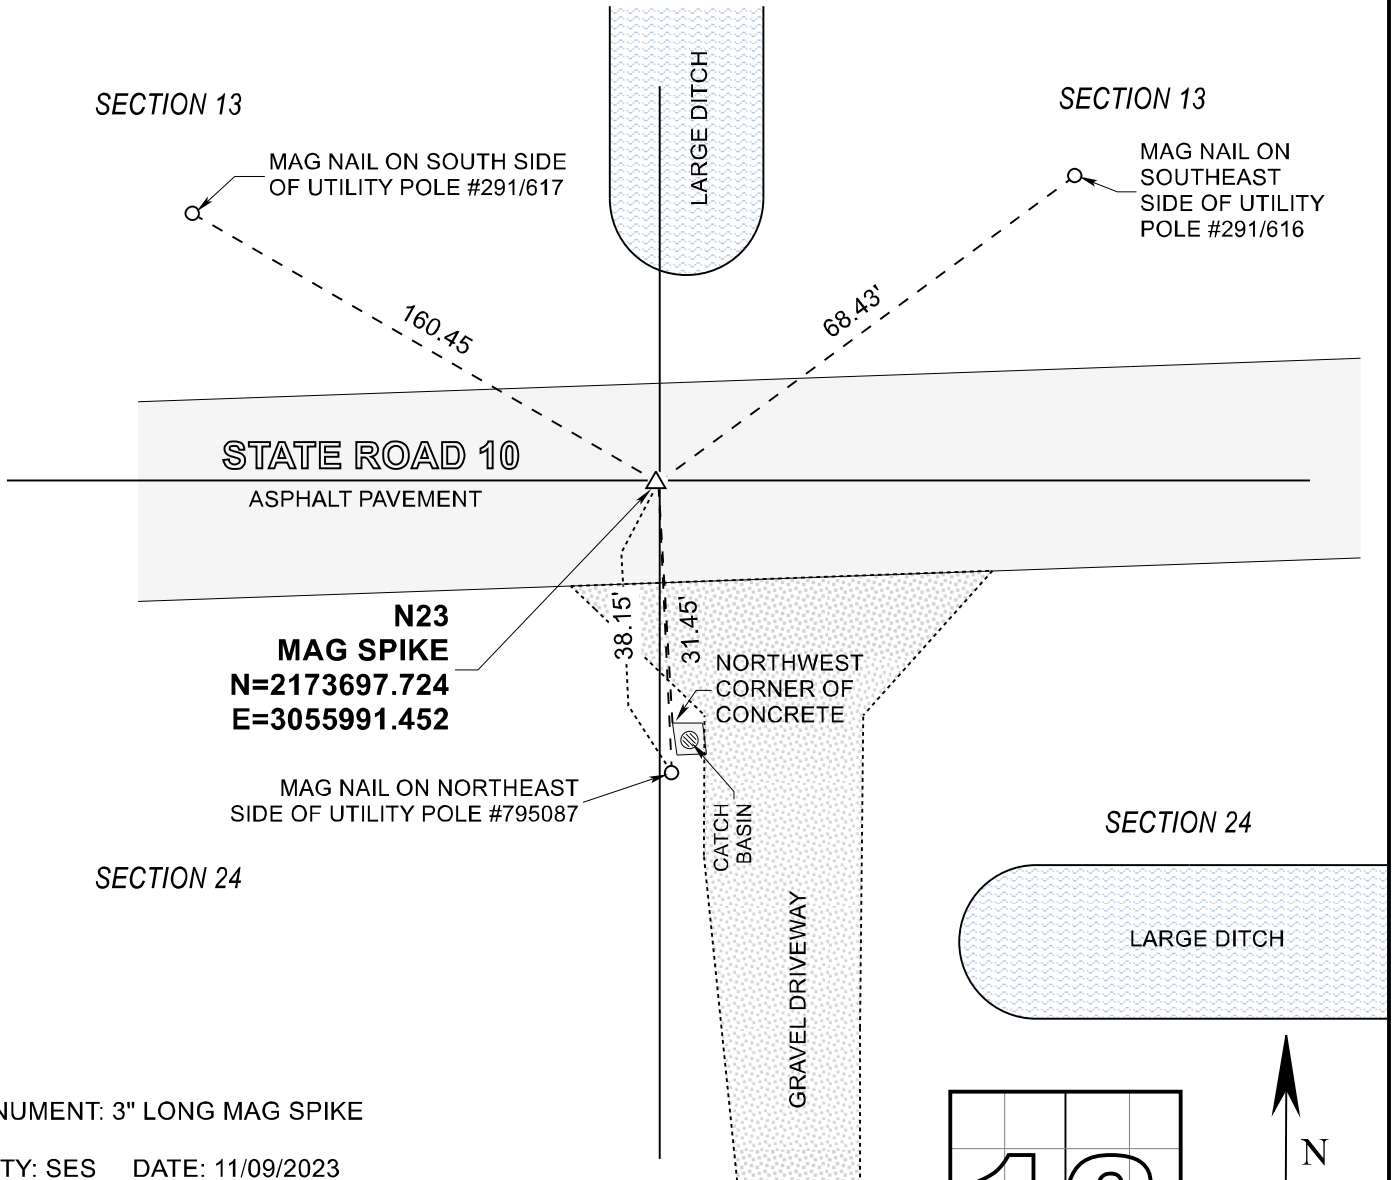 SECTION 13
SECTION 13
MAG NAIL ON SOUTH SIDE
OF UTILITY POLE #291/617
LARGE DITCH
MAG NAIL ON
SOUTHEAST
SIDE OF UTILITY
POLE #291/616
160.45
68.43'
STATE ROAD 10
ASPHALT PAVEMENT
N23
MAG SPIKE
N=2173697.724
E=3055991.452
38.15'
31.45'
NORTHWEST
CORNER OF
CONCRETE
MAG NAIL ON NORTHEAST
SIDE OF UTILITY POLE #795087
CATCH
BASIN
SECTION 24
SECTION 24
LARGE DITCH
GRAVEL DRIVEWAY
NUMENT: 3" LONG MAG SPIKE
TY: SES DATE: 11/09/2023
N